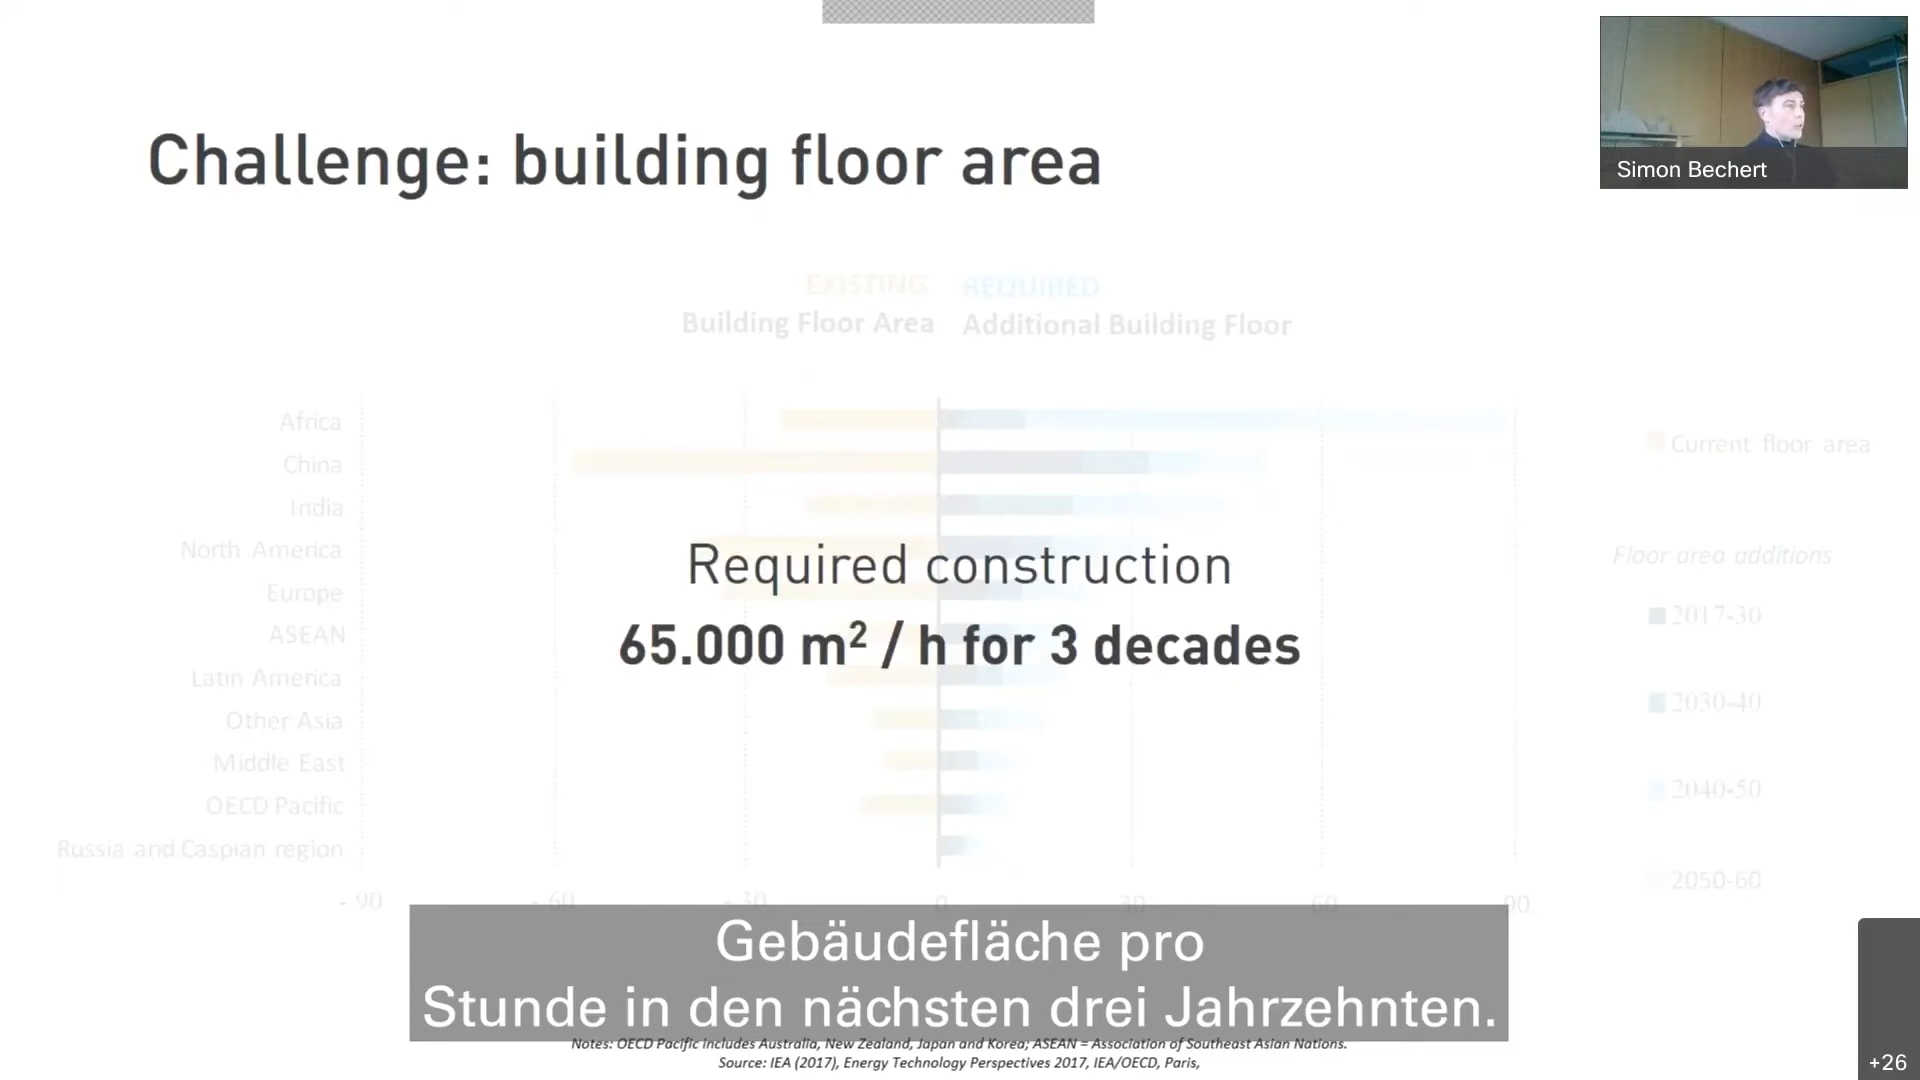 Challenge: building floor area
Simon Bechert
EXISTING REQUIRED
Building Floor Area Additional Building Floor
Africa
China
India
North America
Europe
ASEAN
Latin America
Other Asia
Middle East
OECD Pacific
Russia and Caspian region
Required construction
65.000 m² / h for 3 decades
Current floor area
Floor area additions
2017-30
2030-40
2040-50
2050-60
- 90 - 60 - 30 0 30 60 90
Gebäudefläche pro
Stunde in den nächsten drei Jahrzehnten.
Notes: OECD Pacific includes Australia, New Zealand, Japan and Korea; ASEAN = Association of Southeast Asian Nations.
Source: IEA (2017), Energy Technology Perspectives 2017, IEA/OECD, Paris,
+26